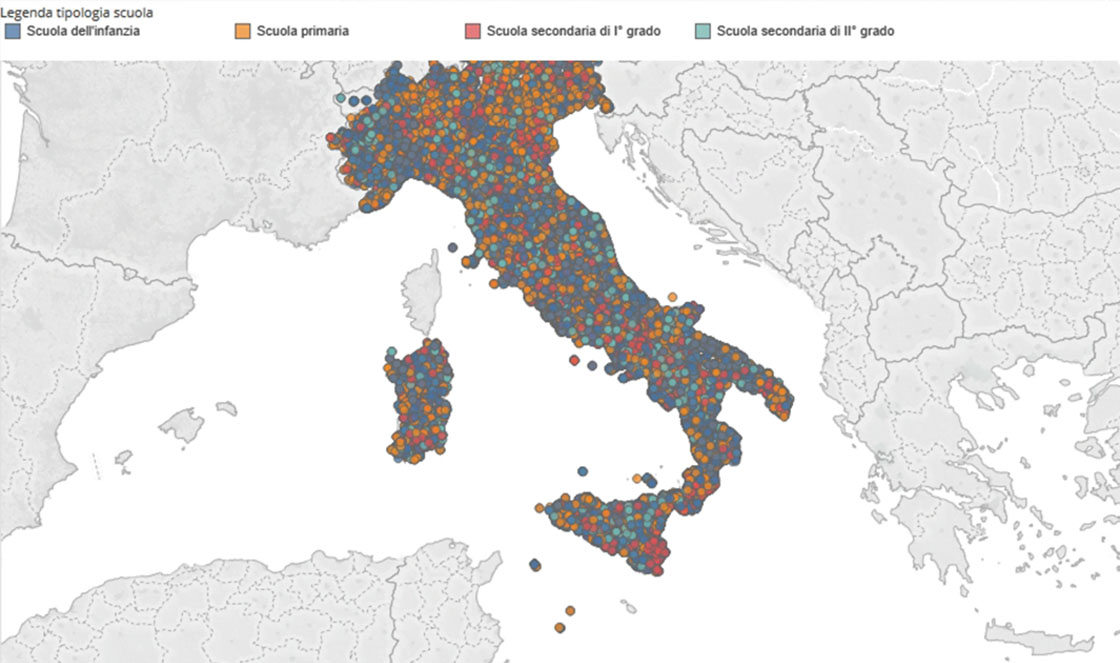 Legenda tipologia scuola
Scuola dell'infanzia
Scuola primaria
Scuola secondaria di I° grado
Scuola secondaria di II° grado